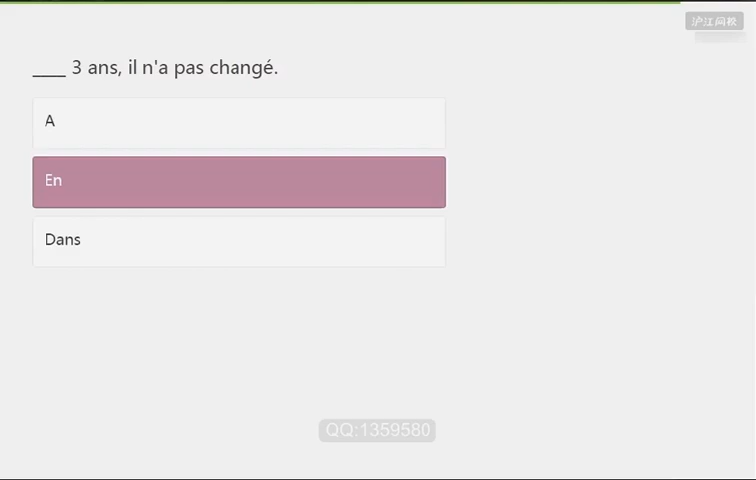 沪江网校
____ 3 ans, il n'a pas changé.
A
En
Dans
QQ:1359580